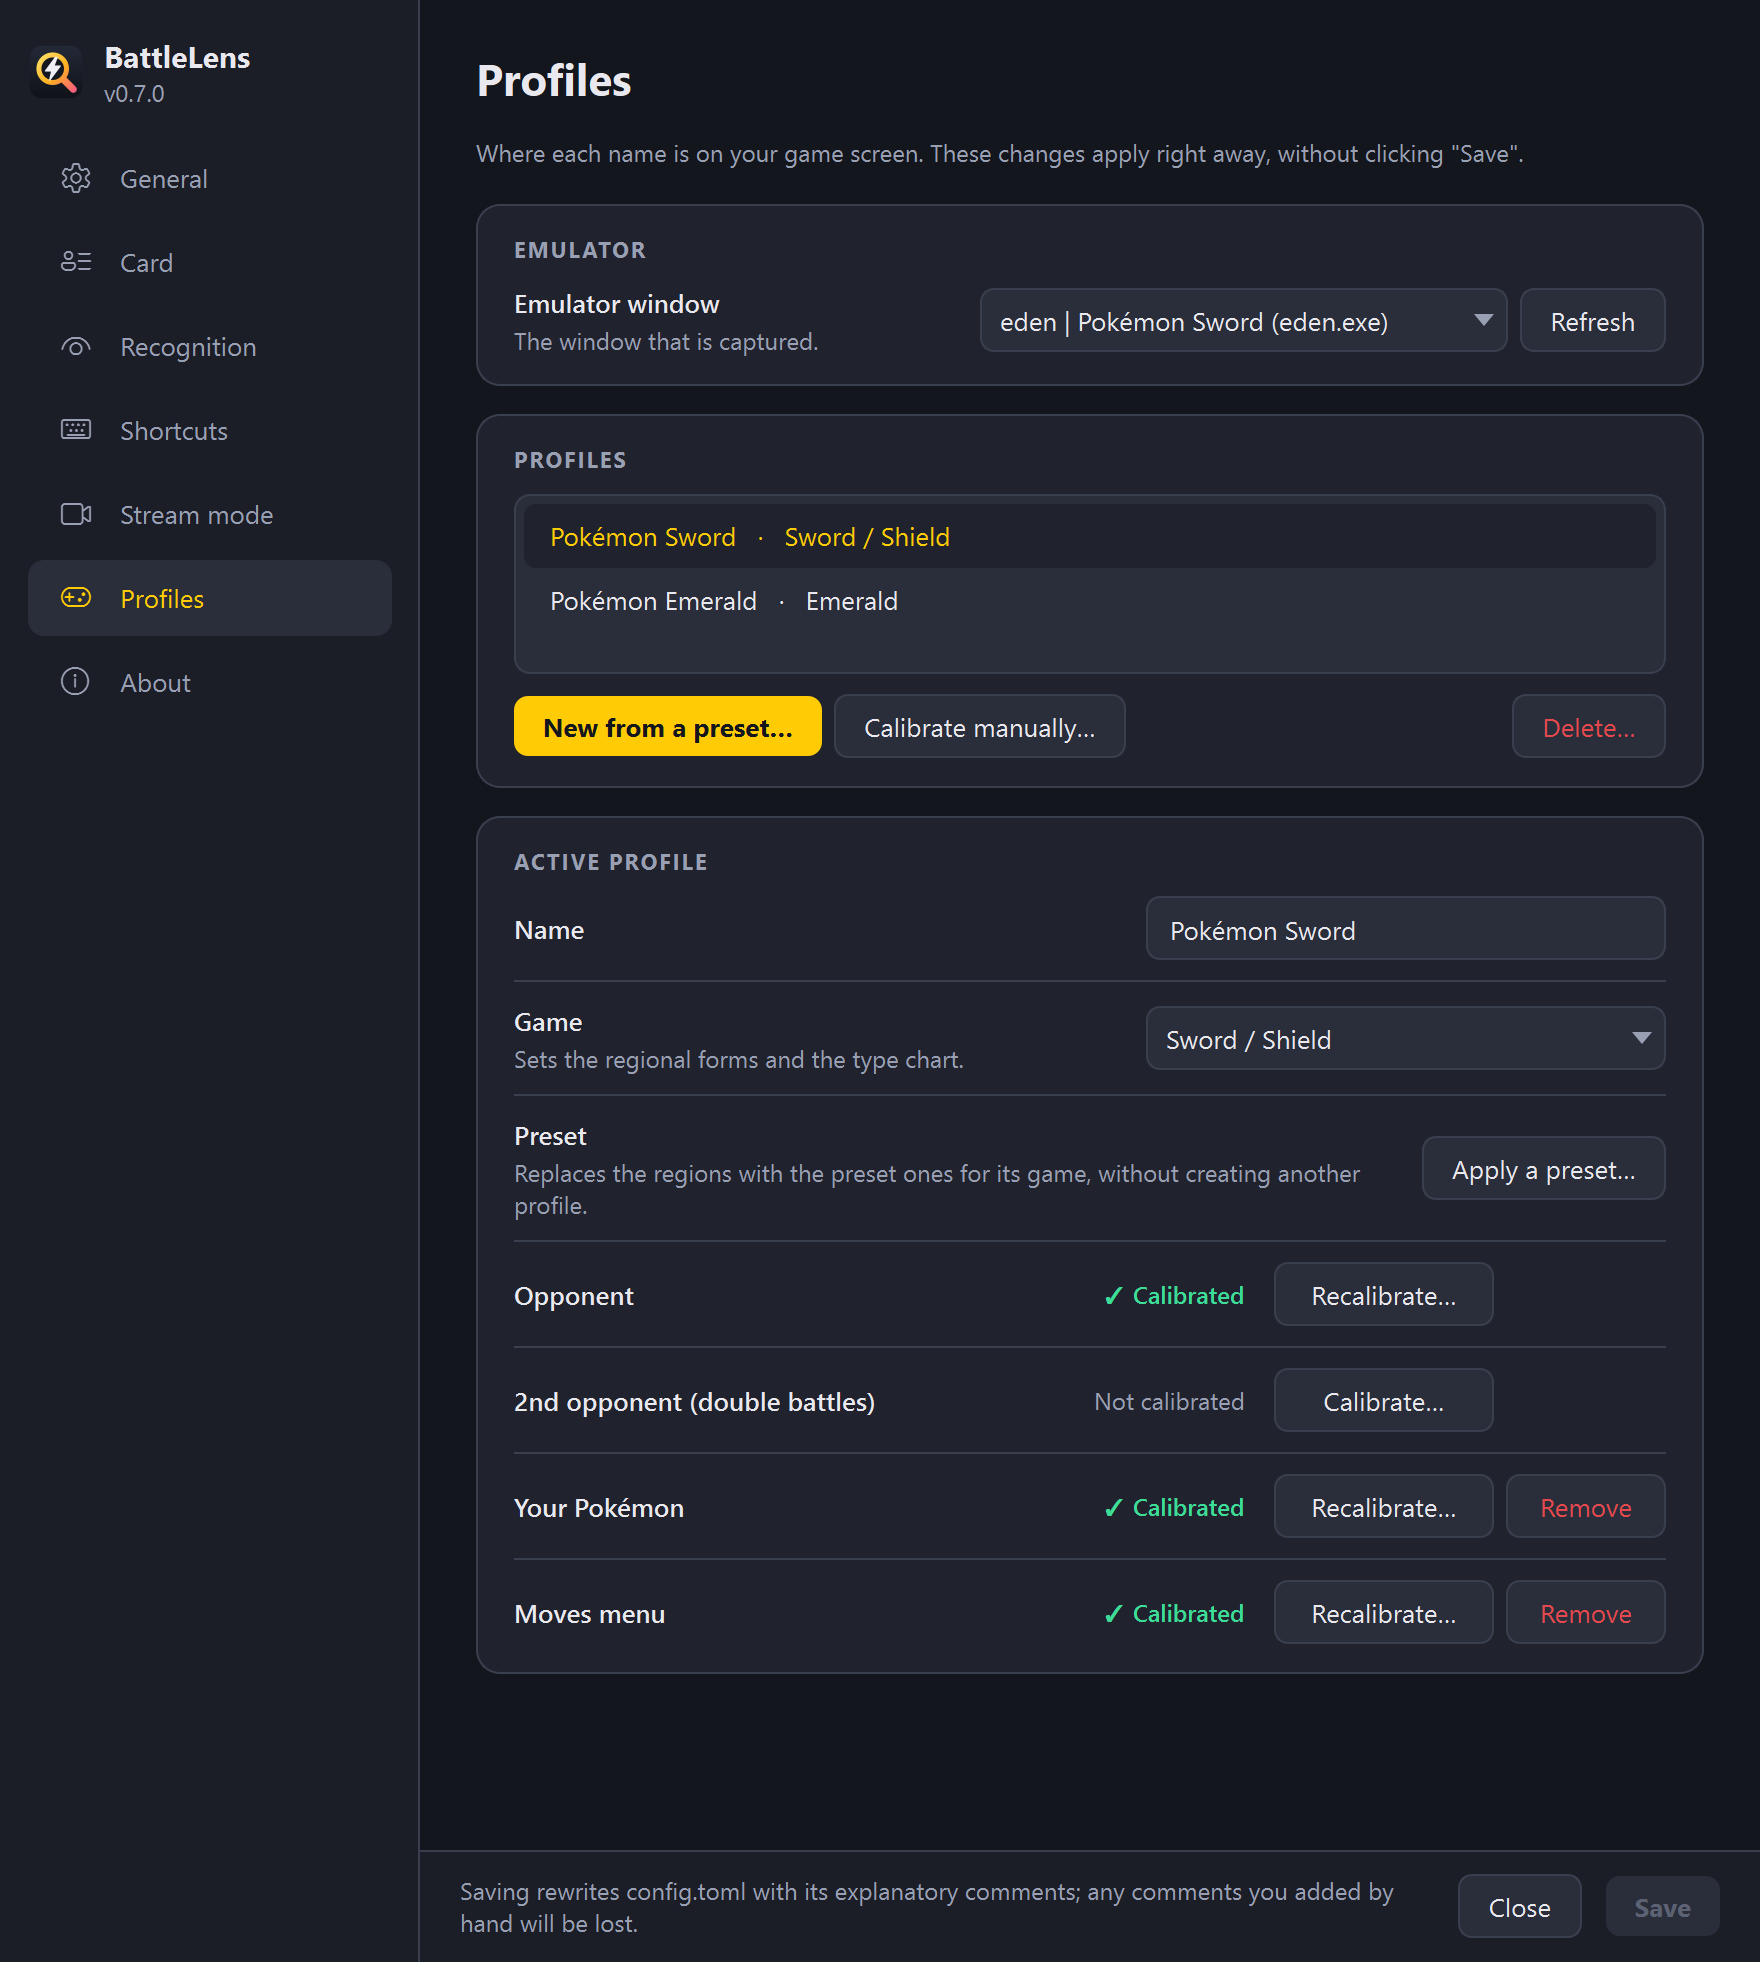 BattleLens
v0.7.0
General
Card
Recognition
Shortcuts
Stream mode
Profiles
About
Profiles
Where each name is on your game screen. These changes apply right away, without clicking "Save".
EMULATOR
Emulator window
The window that is captured.
eden | Pokémon Sword (eden.exe)
Refresh
PROFILES
Pokémon Sword · Sword / Shield
Pokémon Emerald · Emerald
New from a preset...
Calibrate manually...
Delete...
ACTIVE PROFILE
Name
Pokémon Sword
Game
Sets the regional forms and the type chart.
Sword / Shield
Preset
Replaces the regions with the preset ones for its game, without creating another
profile.
Apply a preset...
Opponent
✓ Calibrated
Recalibrate...
2nd opponent (double battles)
Not calibrated
Calibrate...
Your Pokémon
✓ Calibrated
Recalibrate...
Remove
Moves menu
✓ Calibrated
Recalibrate...
Remove
Saving rewrites config.toml with its explanatory comments; any comments you added by
hand will be lost.
Close
Save